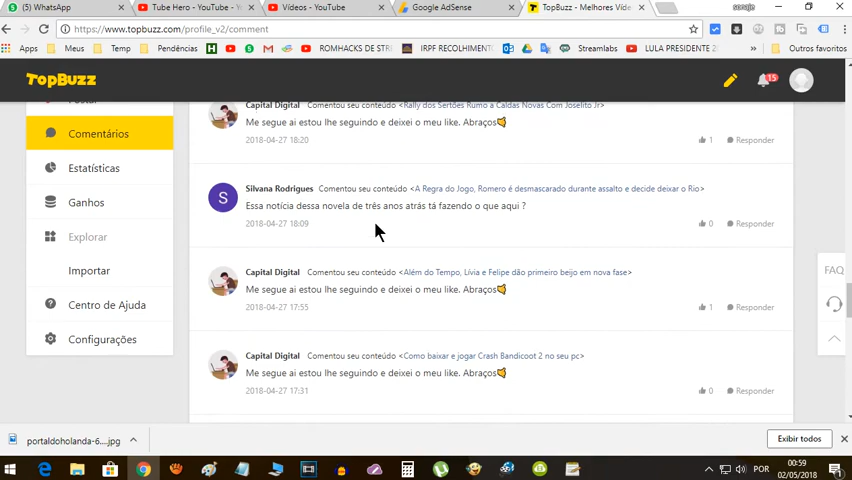 (5) WhatsApp
Tube Hero - YouTube - Y
Vídeos - YouTube
Google AdSense
TopBuzz - Melhores Víde
https://www.topbuzz.com/profile_v2/comment
Apps
Meus
Temp
Pendências
ROMHACKS DE STREE
IRPF RECOLHIMENTO
Streamlabs
LULA PRESIDENTE 2
Outros favoritos
TopBuzz
15
Capital Digital Comentou seu conteúdo <Rally dos Sertões Rumo a Caldas Novas Com Joselito Jr>
Me segue ai estou lhe seguindo e deixei o meu like. Abraços
2018-04-27 18:20
1 Responder
Comentários
Estatísticas
Ganhos
Explorar
Importar
Centro de Ajuda
Configurações
S
Silvana Rodrigues Comentou seu conteúdo <A Regra do Jogo, Romero é desmascarado durante assalto e decide deixar o Rio>
Essa notícia dessa novela de três anos atrás tá fazendo o que aqui ?
2018-04-27 18:09
0 Responder
Capital Digital Comentou seu conteúdo <Além do Tempo, Lívia e Felipe dão primeiro beijo em nova fase>
Me segue ai estou lhe seguindo e deixei o meu like. Abraços
2018-04-27 17:55
1 Responder
Capital Digital Comentou seu conteúdo <Como baixar e jogar Crash Bandicoot 2 no seu pc>
Me segue ai estou lhe seguindo e deixei o meu like. Abraços
2018-04-27 17:31
0 Responder
FAQ
portaldoholanda-6....jpg
Exibir todos
POR
00:59
02/05/2018